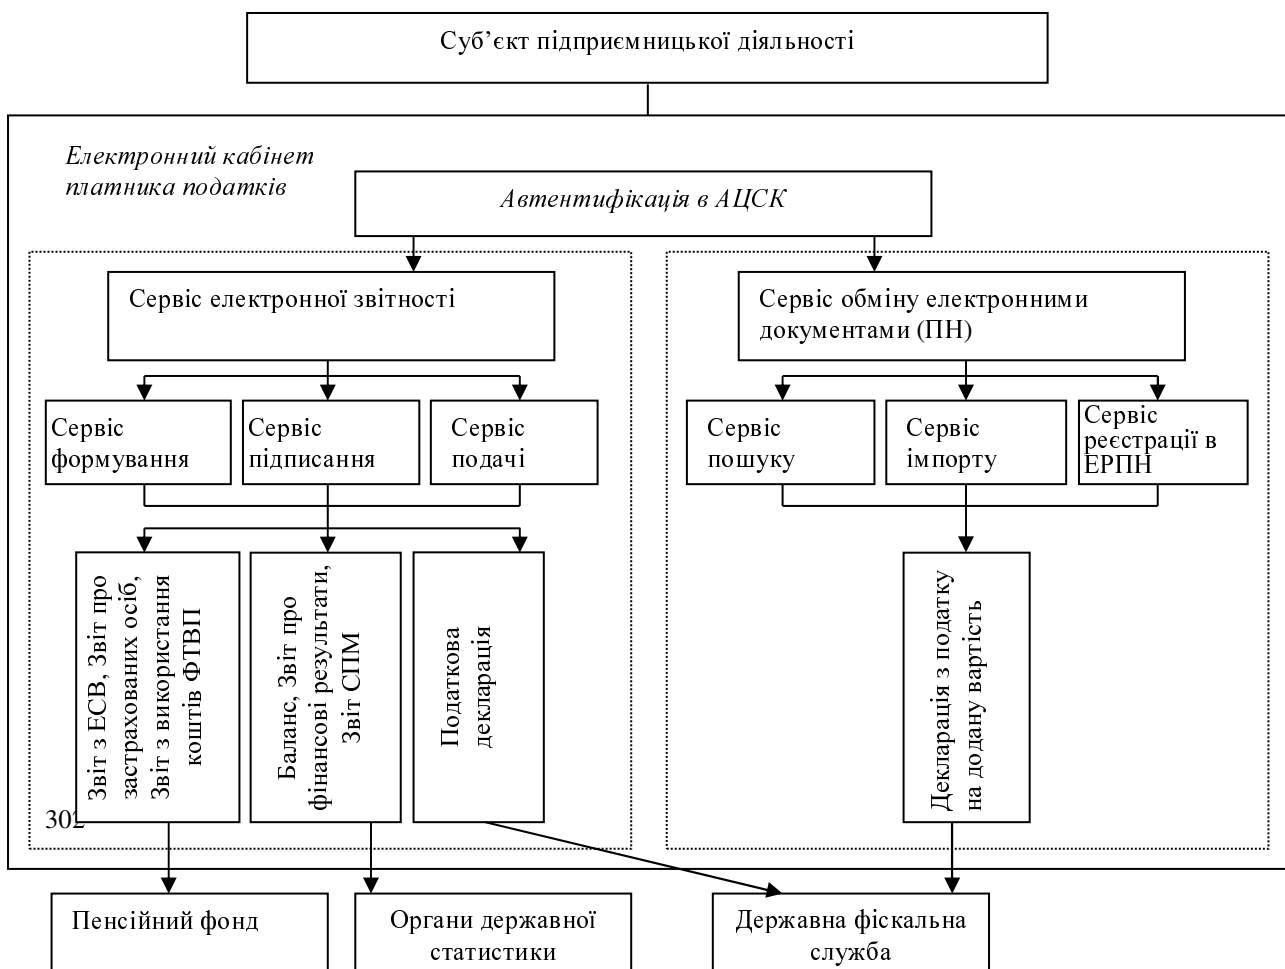 Суб’єкт підприємницької діяльності
Електронний кабінет
платника податків
Автентифікація в АЦСК
Сервіс електронної звітності
Сервіс обміну електронними
документами (ПН)
Сервіс
формування
Сервіс
підписання
Сервіс
подачі
Сервіс
пошуку
Сервіс
імпорту
Сервіс
реєстрації в
ЕРПН
Звіт з ЕСВ, Звіт про
застрахованих осіб,
Звіт з використання
коштів ФТВП
Баланс, Звіт про
фінансові результати,
Звіт СПМ
Податкова
декларація
Декларація з податку
на додану вартість
302
Пенсійний фонд
Органи державної
статистики
Державна фіскальна
служба